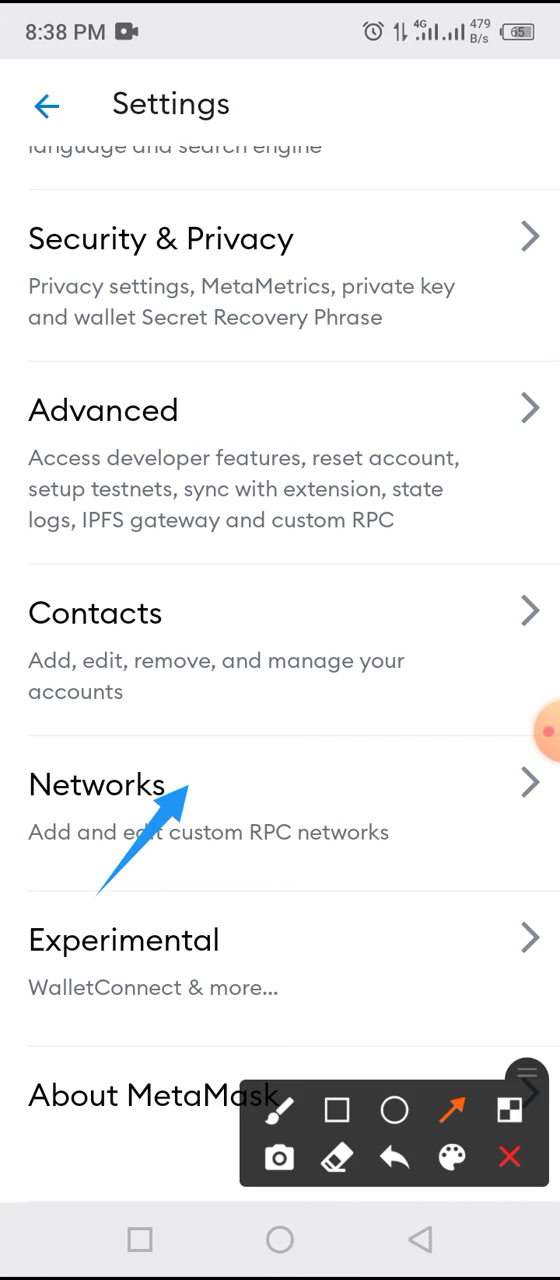 8:38 PM
4G
479
B/s
65
Settings
language and search engine
Security & Privacy
Privacy settings, MetaMetrics, private key
and wallet Secret Recovery Phrase
Advanced
Access developer features, reset account,
setup testnets, sync with extension, state
logs, IPFS gateway and custom RPC
Contacts
Add, edit, remove, and manage your
accounts
Networks
Add and edit custom RPC networks
Experimental
WalletConnect & more...
About MetaMask